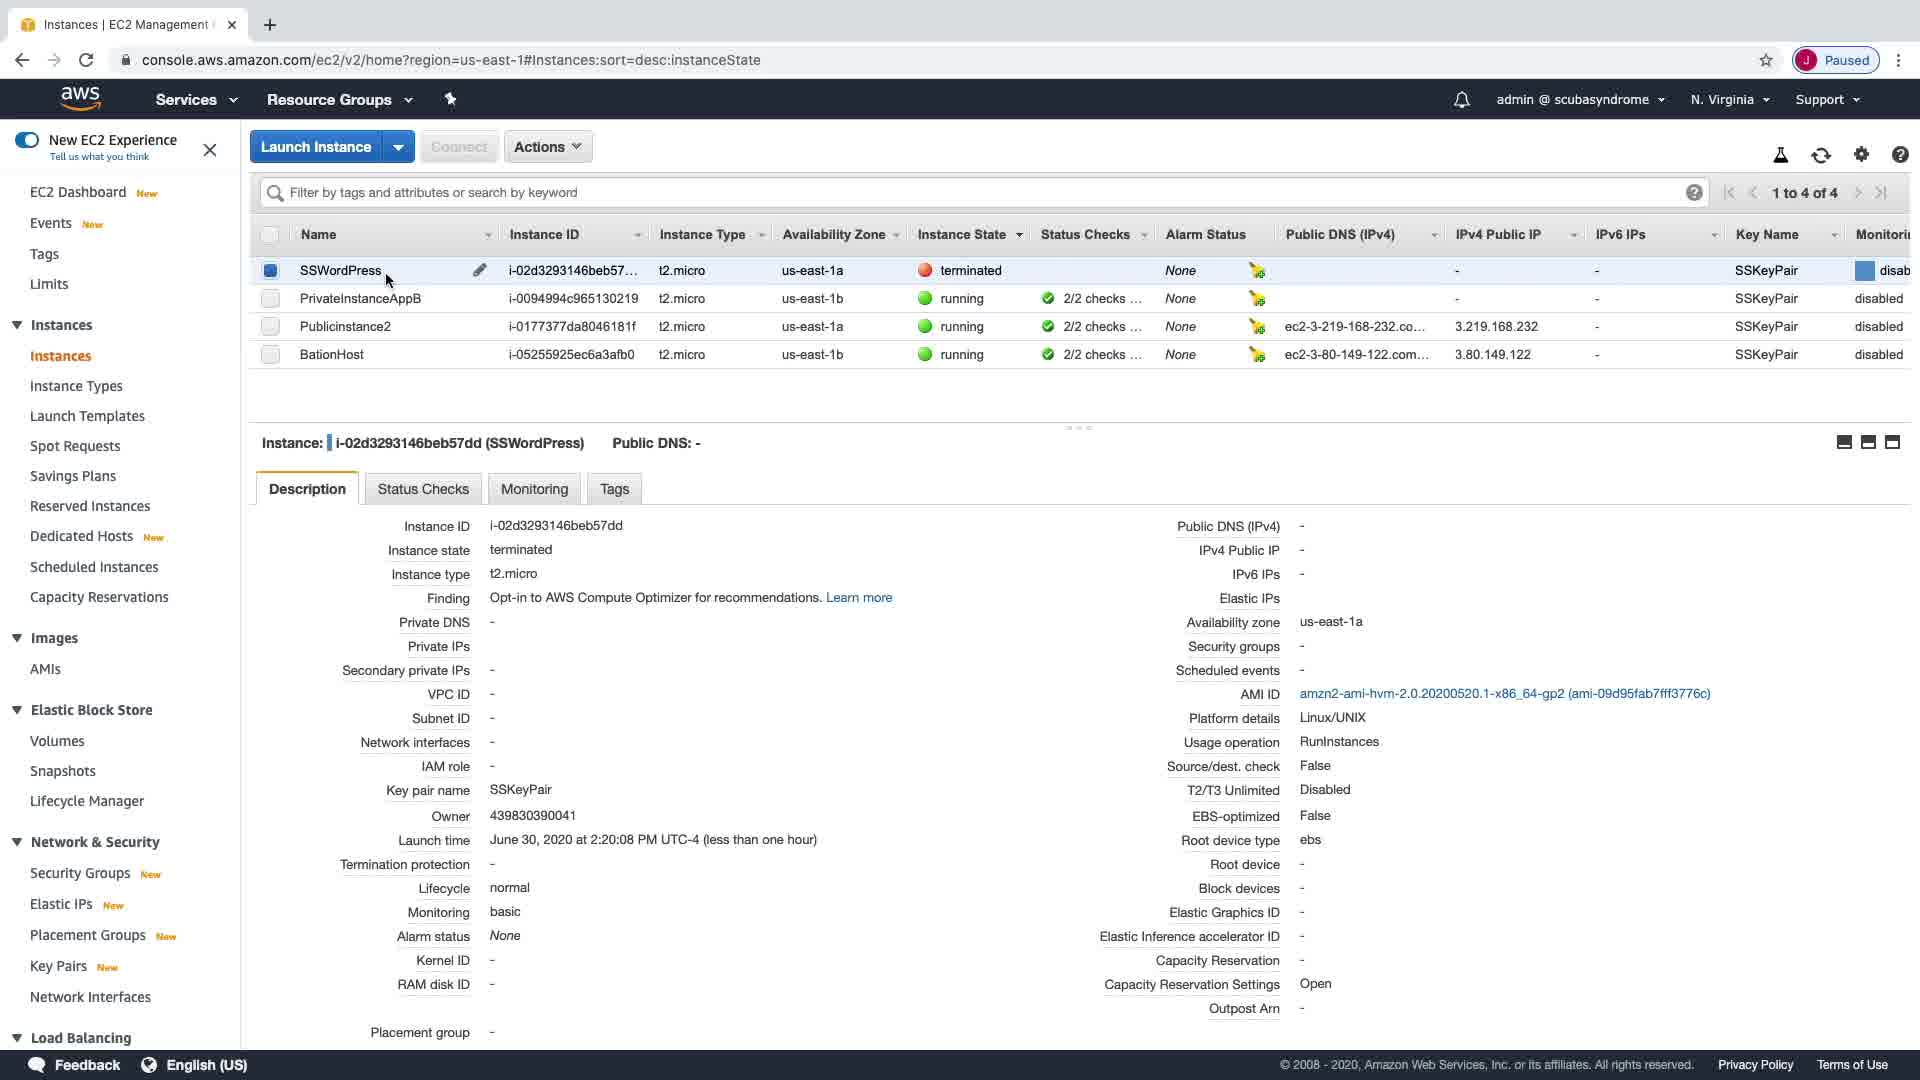 Instances | EC2 Management
console.aws.amazon.com/ec2/v2/home?region=us-east-1#Instances:sort=desc:instanceState
J Paused
aws Services Resource Groups admin @ scubasyndrome N. Virginia Support
New EC2 Experience
Tell us what you think
EC2 Dashboard New
Events New
Tags
Limits
Instances
Instances
Instance Types
Launch Templates
Spot Requests
Savings Plans
Reserved Instances
Dedicated Hosts New
Scheduled Instances
Capacity Reservations
Images
AMIs
Elastic Block Store
Volumes
Snapshots
Lifecycle Manager
Network & Security
Security Groups New
Elastic IPs New
Placement Groups New
Key Pairs New
Network Interfaces
Load Balancing
Launch Instance Connect Actions
Filter by tags and attributes or search by keyword 1 to 4 of 4
Name Instance ID Instance Type Availability Zone Instance State Status Checks Alarm Status Public DNS (IPv4) IPv4 Public IP IPv6 IPs Key Name Monitorin
SSWordPress i-02d3293146beb57... t2.micro us-east-1a terminated None - - SSKeyPair disab
PrivateInstanceAppB i-0094994c965130219 t2.micro us-east-1b running 2/2 checks ... None - - SSKeyPair disabled
Publicinstance2 i-0177377da8046181f t2.micro us-east-1a running 2/2 checks ... None ec2-3-219-168-232.co... 3.219.168.232 - SSKeyPair disabled
BationHost i-05255925ec6a3afb0 t2.micro us-east-1b running 2/2 checks ... None ec2-3-80-149-122.com... 3.80.149.122 - SSKeyPair disabled
Instance: i-02d3293146beb57dd (SSWordPress) Public DNS: -
Description Status Checks Monitoring Tags
Instance ID i-02d3293146beb57dd
Instance state terminated
Instance type t2.micro
Finding Opt-in to AWS Compute Optimizer for recommendations. Learn more
Private DNS -
Private IPs
Secondary private IPs -
VPC ID -
Subnet ID -
Network interfaces -
IAM role -
Key pair name SSKeyPair
Owner 439830390041
Launch time June 30, 2020 at 2:20:08 PM UTC-4 (less than one hour)
Termination protection -
Lifecycle normal
Monitoring basic
Alarm status None
Kernel ID -
RAM disk ID -
Placement group -
Public DNS (IPv4) -
IPv4 Public IP -
IPv6 IPs -
Elastic IPs
Availability zone us-east-1a
Security groups -
Scheduled events -
AMI ID amzn2-ami-hvm-2.0.20200520.1-x86_64-gp2 (ami-09d95fab7fff3776c)
Platform details Linux/UNIX
Usage operation RunInstances
Source/dest. check False
T2/T3 Unlimited Disabled
EBS-optimized False
Root device type ebs
Root device -
Block devices -
Elastic Graphics ID -
Elastic Inference accelerator ID -
Capacity Reservation -
Capacity Reservation Settings Open
Outpost Arn -
Feedback English (US) © 2008 - 2020, Amazon Web Services, Inc. or its affiliates. All rights reserved. Privacy Policy Terms of Use